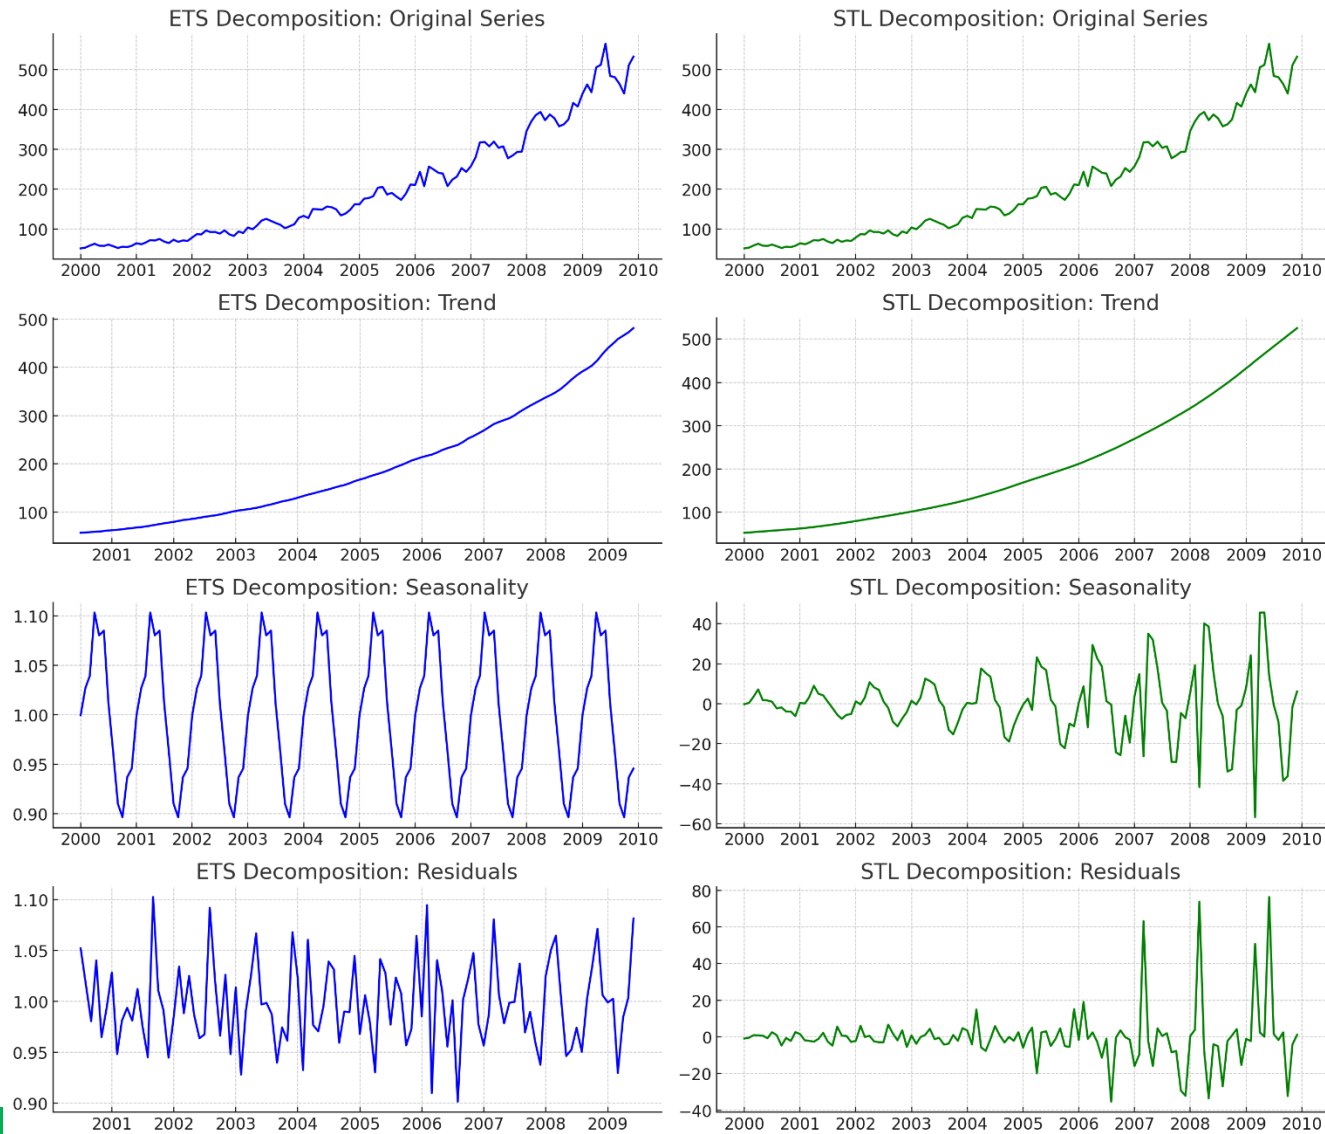 ETS Decomposition: Original Series
500
400
300
200
100
2000 2001 2002 2003 2004 2005 2006 2007 2008 2009 2010
STL Decomposition: Original Series
500
400
300
200
100
2000 2001 2002 2003 2004 2005 2006 2007 2008 2009 2010
ETS Decomposition: Trend
500
400
300
200
100
2001 2002 2003 2004 2005 2006 2007 2008 2009
STL Decomposition: Trend
500
400
300
200
100
2000 2001 2002 2003 2004 2005 2006 2007 2008 2009 2010
ETS Decomposition: Seasonality
1.10
1.05
1.00
0.95
0.90
2000 2001 2002 2003 2004 2005 2006 2007 2008 2009 2010
STL Decomposition: Seasonality
40
20
0
−20
−40
−60
2000 2001 2002 2003 2004 2005 2006 2007 2008 2009 2010
ETS Decomposition: Residuals
1.10
1.05
1.00
0.95
0.90
2001 2002 2003 2004 2005 2006 2007 2008 2009
STL Decomposition: Residuals
80
60
40
20
0
−20
−40
2000 2001 2002 2003 2004 2005 2006 2007 2008 2009 2010